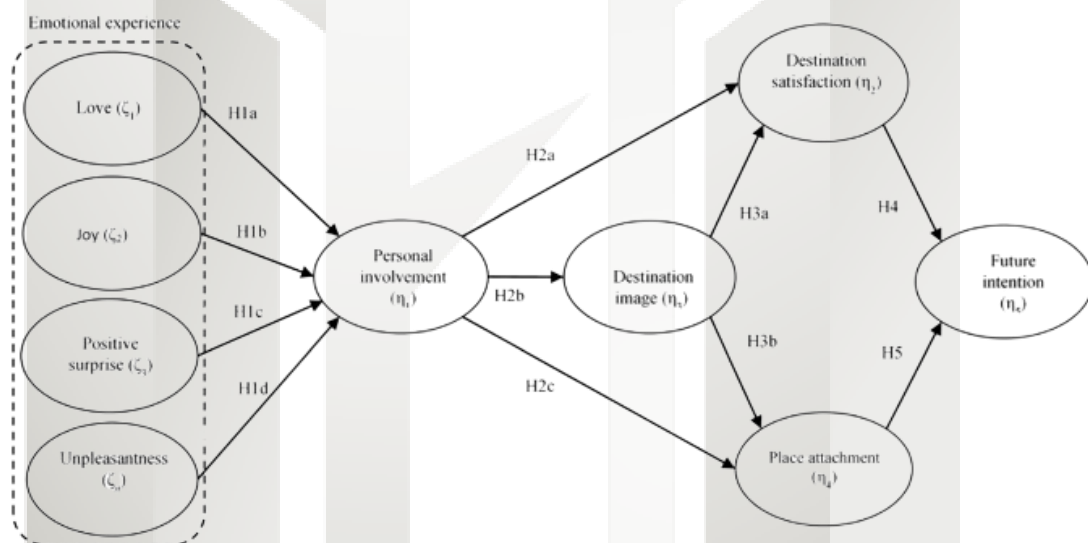 Emotional experience
Love (ζ₁)
H1a
Joy (ζ₂)
H1b
Positive
surprise (ζ₃)
H1c
Unpleasantness
H1d
Personal
involvement
(η₁)
H2a
H2b
H2c
Destination
image (η₃)
H3a
H3b
Destination
satisfaction (η₂)
Place attachment
(η₄)
H4
H5
Future
intention
(η₅)